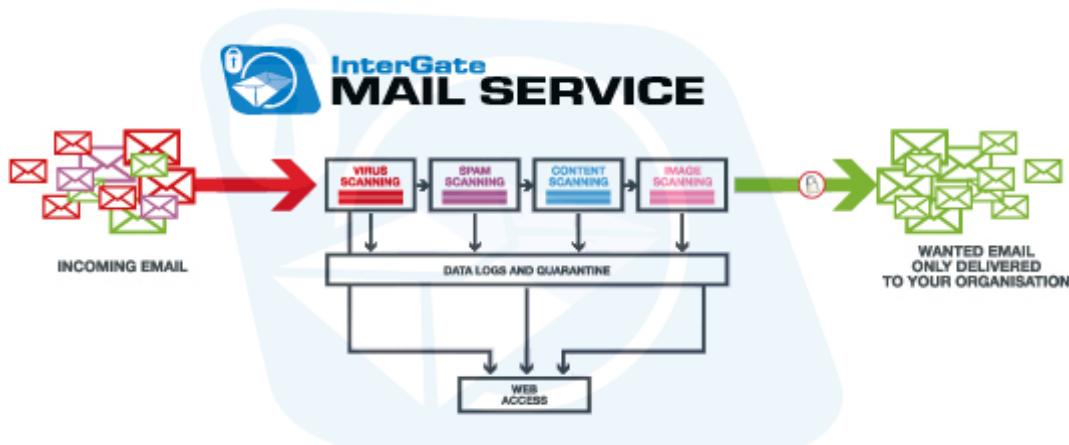 InterGate
MAIL SERVICE
VIRUS
SCANNING
SPAM
SCANNING
CONTENT
SCANNING
IMAGE
SCANNING
INCOMING EMAIL
DATA LOGS AND QUARANTINE
WANTED EMAIL
ONLY DELIVERED
TO YOUR ORGANISATION
WEB
ACCESS